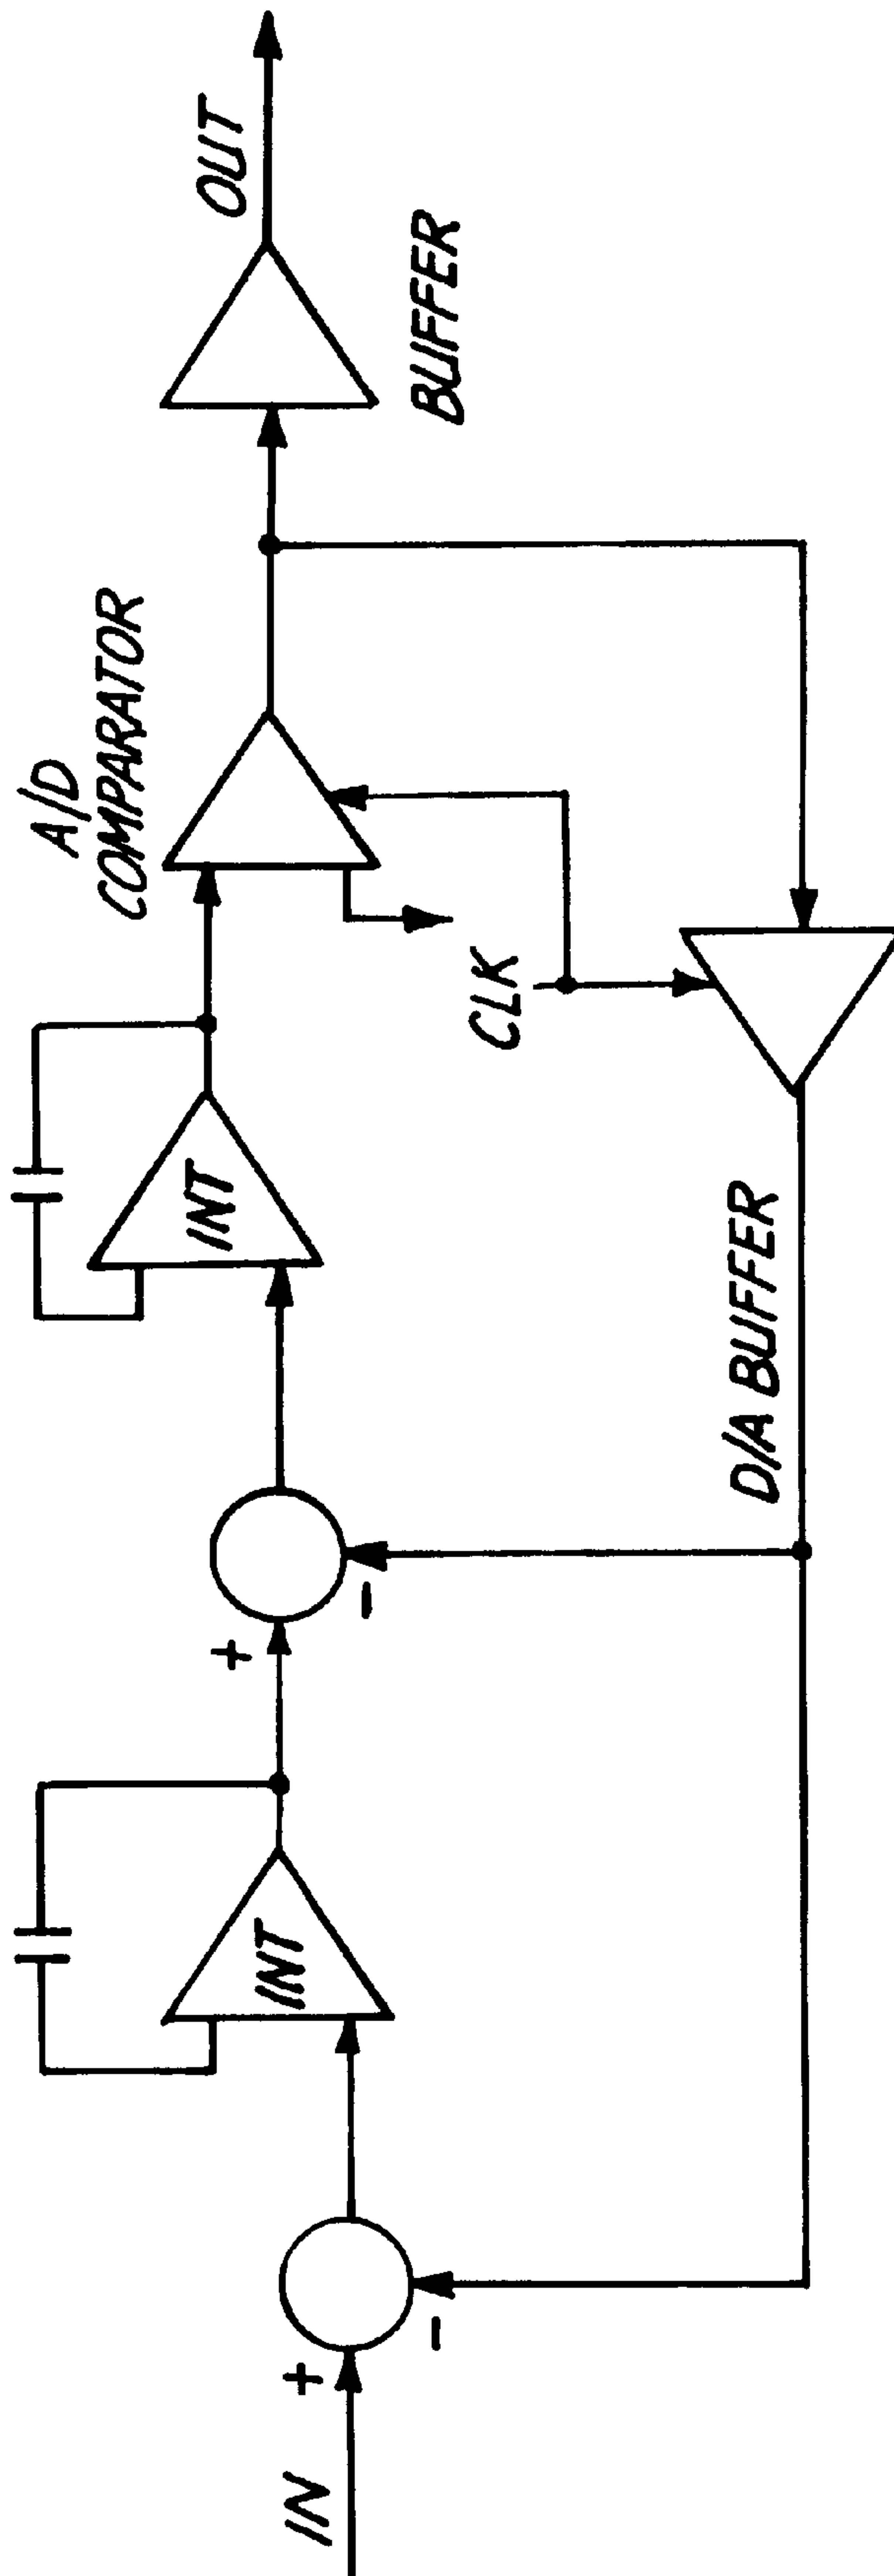 IN
+
-
INT
+
-
INT
A/D
COMPARATOR
CLK
D/A BUFFER
BUFFER
OUT